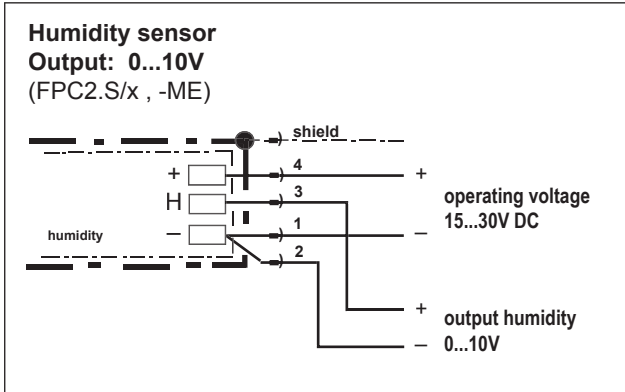 Humidity sensor
Output: 0...10V
(FPC2.S/x , -ME)
shield
+ 4 +
H 3
operating voltage
15...30V DC
humidity – 1 –
2
+
output humidity
– 0...10V